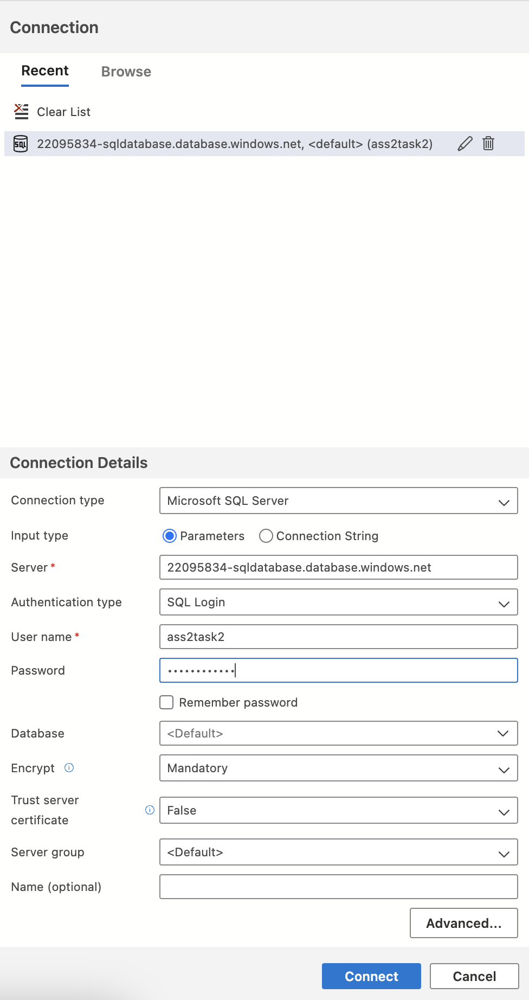 Connection
Recent Browse
Clear List
SQL 22095834-sqldatabase.database.windows.net, <default> (ass2task2)
Connection Details
Connection type Microsoft SQL Server
Input type Parameters Connection String
Server * 22095834-sqldatabase.database.windows.net
Authentication type SQL Login
User name * ass2task2
Password ••••••••••••
Remember password
Database <Default>
Encrypt Mandatory
Trust server
certificate False
Server group <Default>
Name (optional)
Advanced...
Connect Cancel